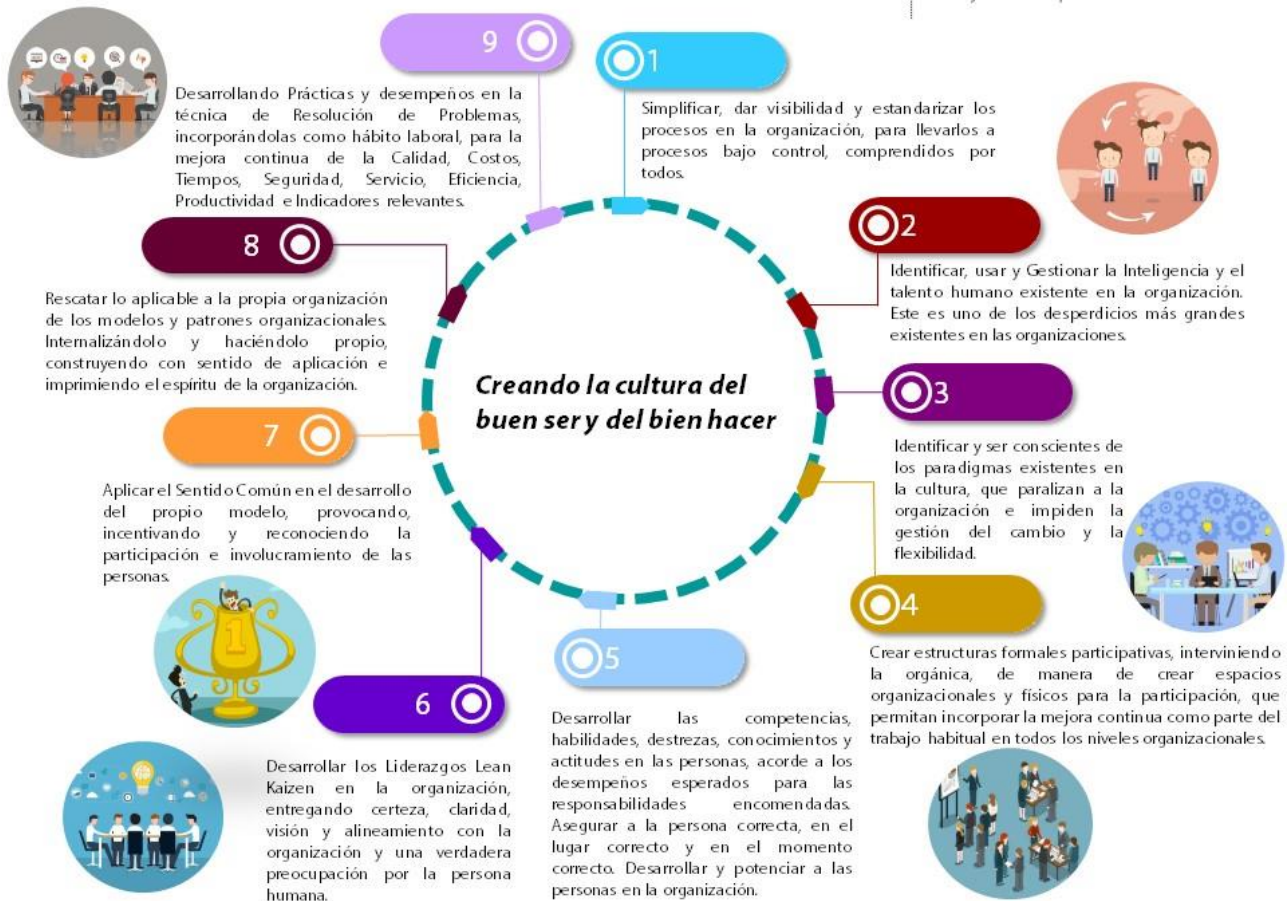 9
Desarrollando Prácticas y desempeños en la
técnica de Resolución de Problemas,
incorporándolas como hábito laboral, para la
mejora continua de la Calidad, Costos,
Tiempos, Seguridad, Servicio, Eficiencia,
Productividad e Indicadores relevantes.
1
Simplificar, dar visibilidad y estandarizar los
procesos en la organización, para llevarlos a
procesos bajo control, comprendidos por
todos.
2
Identificar, usar y Gestionar la Inteligencia y el
talento humano existente en la organización.
Este es uno de los desperdicios más grandes
existentes en las organizaciones.
8
Rescatar lo aplicable a la propia organización
de los modelos y patrones organizacionales.
Internalizándolo y haciéndolo propio,
construyendo con sentido de aplicación e
imprimiendo el espíritu de la organización.
Creando la cultura del
buen ser y del bien hacer
3
Identificar y ser conscientes de
los paradigmas existentes en
la cultura, que paralizan a la
organización e impiden la
gestión del cambio y la
flexibilidad.
7
Aplicar el Sentido Común en el desarrollo
del propio modelo, provocando,
incentivando y reconociendo la
participación e involucramiento de las
personas.
1
4
Crear estructuras formales participativas, interviniendo
la orgánica, de manera de crear espacios
organizacionales y físicos para la participación, que
permitan incorporar la mejora continua como parte del
trabajo habitual en todos los niveles organizacionales.
5
Desarrollar las competencias,
habilidades, destrezas, conocimientos y
actitudes en las personas, acorde a los
desempeños esperados para las
responsabilidades encomendadas.
Asegurar a la persona correcta, en el
lugar correcto y en el momento
correcto. Desarrollar y potenciar a las
personas en la organización.
6
Desarrollar los Liderazgos Lean
Kaizen en la organización,
entregando certeza, claridad,
visión y alineamiento con la
organización y una verdadera
preocupación por la persona
humana.